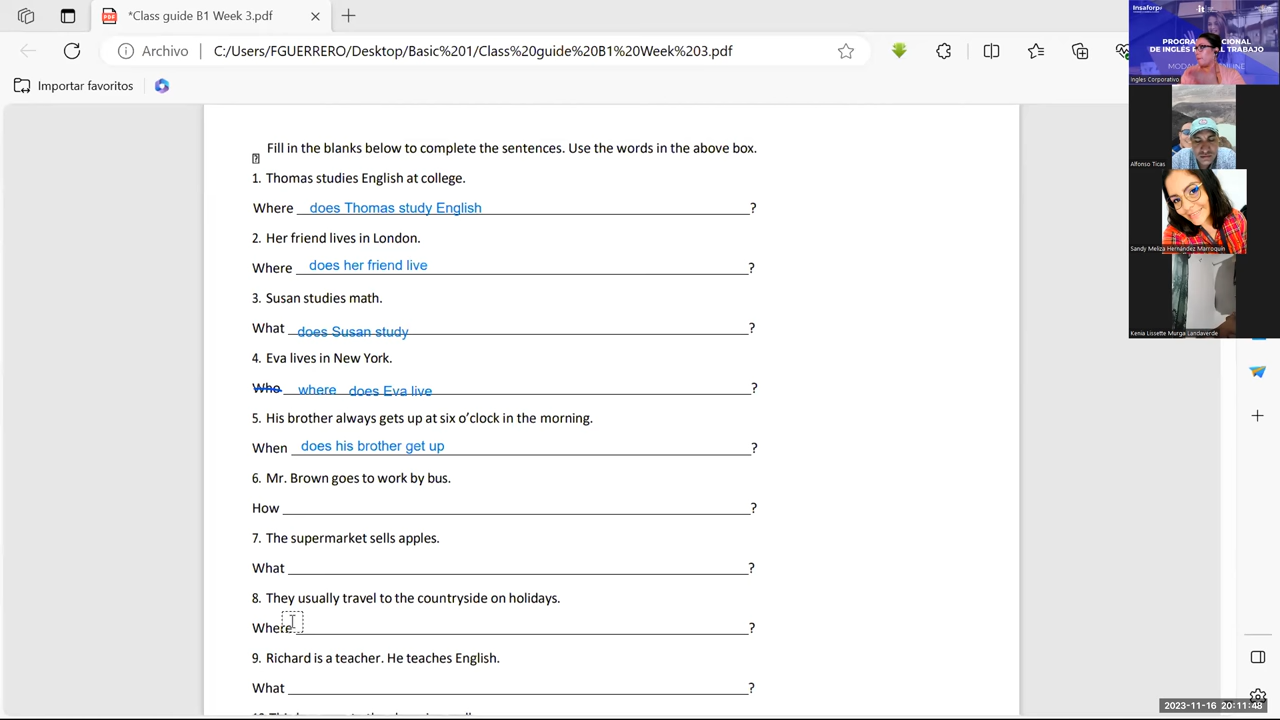 *Class guide B1 Week 3.pdf
Archivo
C:/Users/FGUERRERO/Desktop/Basic%201/Class%20guide%20B1%20Week%203.pdf
Importar favoritos
Fill in the blanks below to complete the sentences. Use the words in the above box.
1. Thomas studies English at college.
Where does Thomas study English ?
2. Her friend lives in London.
Where does her friend live ?
3. Susan studies math.
What does Susan study ?
4. Eva lives in New York.
Who where does Eva live ?
5. His brother always gets up at six o’clock in the morning.
When does his brother get up ?
6. Mr. Brown goes to work by bus.
How ?
7. The supermarket sells apples.
What ?
8. They usually travel to the countryside on holidays.
Where ?
9. Richard is a teacher. He teaches English.
What ?
Insaforp
DE INGLÉS
L TRABAJO
Ingles Corporativo
Alfonso Ticas
Sandy Meliza Hernández Marroquín
Kenia Lissette Murga Landaverde
2023-11-16 20:11:48